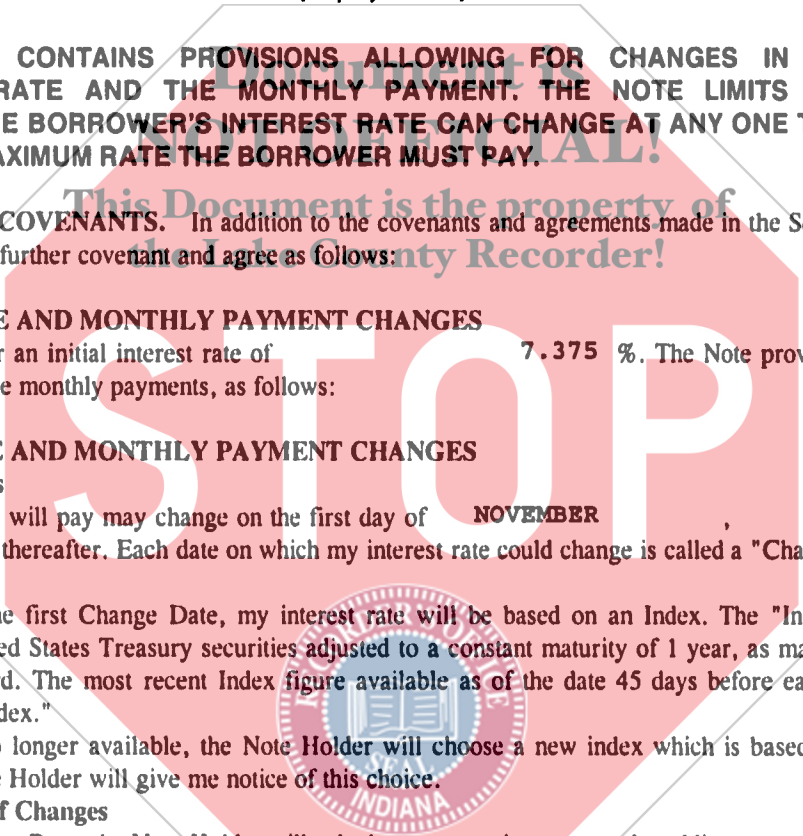 CONTAINS PROVISIONS ALLOWING FOR CHANGES IN
RATE AND THE MONTHLY PAYMENT. THE NOTE LIMITS
E BORROWER'S INTEREST RATE CAN CHANGE AT ANY ONE T
AXIMUM RATE THE BORROWER MUST PAY.
Document is
NOT OFFICIAL!
This Document is the property of
the Lake County Recorder!
COVENANTS. In addition to the covenants and agreements made in the S
further covenant and agree as follows:
E AND MONTHLY PAYMENT CHANGES
r an initial interest rate of 7.375 %. The Note prov
e monthly payments, as follows:
STOP
E AND MONTHLY PAYMENT CHANGES
s
will pay may change on the first day of NOVEMBER ,
thereafter. Each date on which my interest rate could change is called a "Cha
e first Change Date, my interest rate will be based on an Index. The "In
ed States Treasury securities adjusted to a constant maturity of 1 year, as ma
d. The most recent Index figure available as of the date 45 days before ea
dex."
longer available, the Note Holder will choose a new index which is based
e Holder will give me notice of this choice.
f Changes
RECORDER'S OFFICE
SEAL
INDIANA